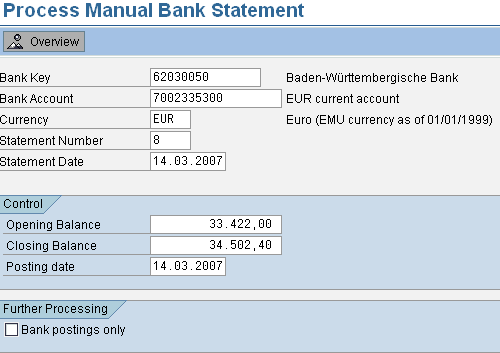 Process Manual Bank Statement
Overview
Bank Key 62030050 Baden-Württembergische Bank
Bank Account 7002335300 EUR current account
Currency EUR Euro (EMU currency as of 01/01/1999)
Statement Number 8
Statement Date 14.03.2007
Control
Opening Balance 33.422,00
Closing Balance 34.502,40
Posting date 14.03.2007
Further Processing
Bank postings only